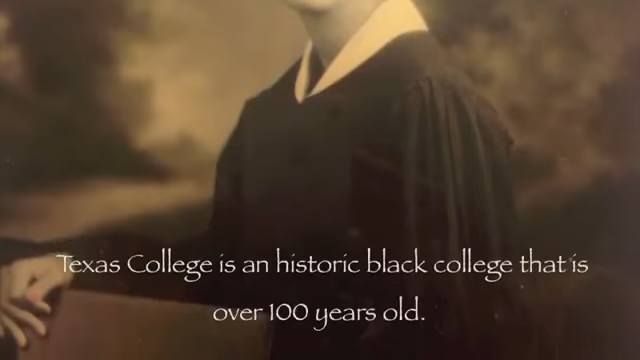 Texas College is an historic black college that is
over 100 years old.